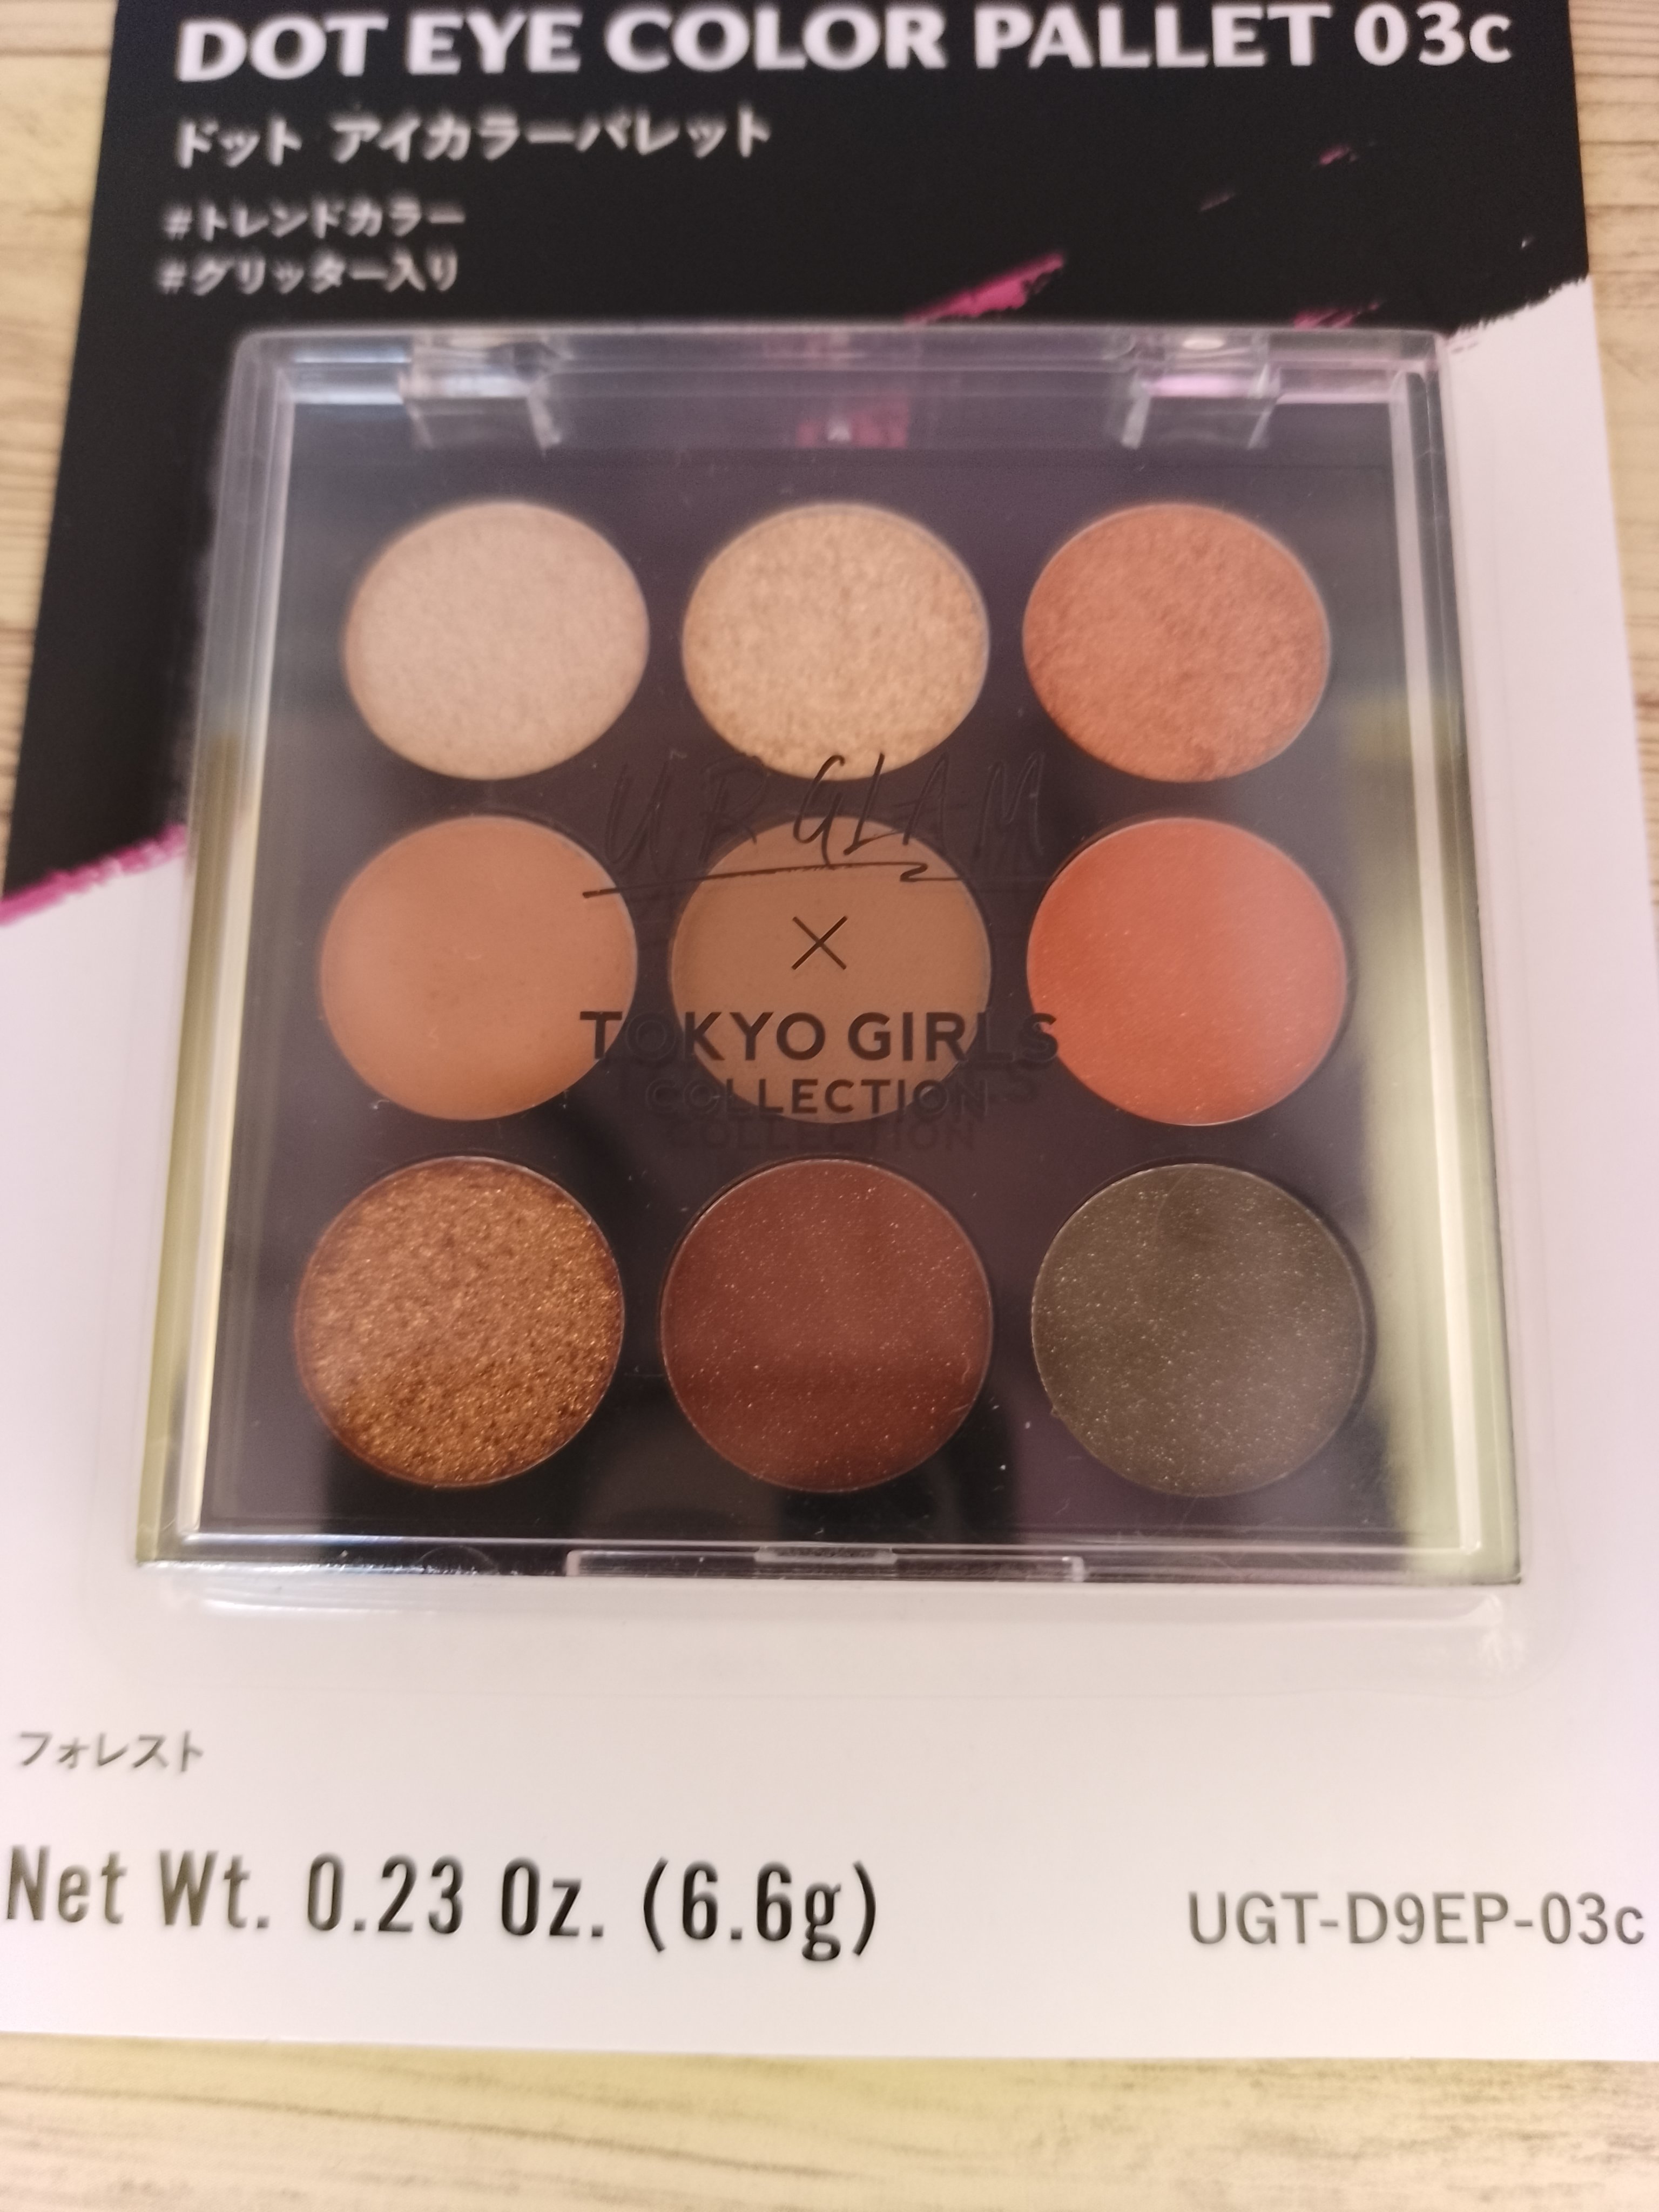 DOT EYE COLOR PALLET 03c
ドット アイカラーパレット
#トレンドカラー
#グリッター入り
UR GLAM
×
TOKYO GIRLS
COLLECTION
フォレスト
Net Wt. 0.23 Oz. (6.6g)
UGT-D9EP-03c